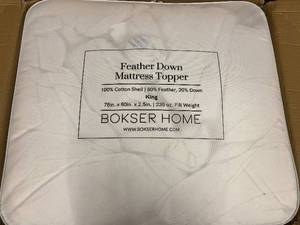 Feather Down
Mattress Topper
100% Cotton Shell | 80% Feather, 20% Down
King
78in. x 80in. x 2.5in. | 235 oz. Fill Weight
BOKSER HOME
WWW.BOKSERHOME.COM